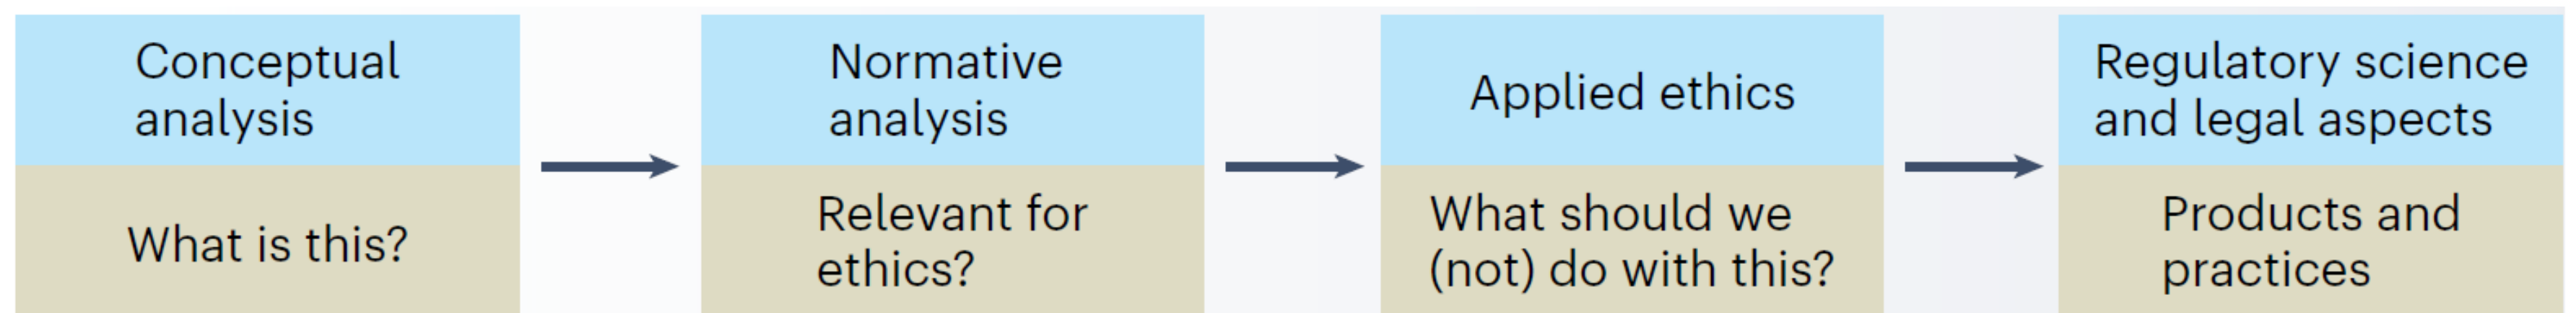 Conceptual
analysis
What is this?
Normative
analysis
Relevant for
ethics?
Applied ethics
What should we
(not) do with this?
Regulatory science
and legal aspects
Products and
practices